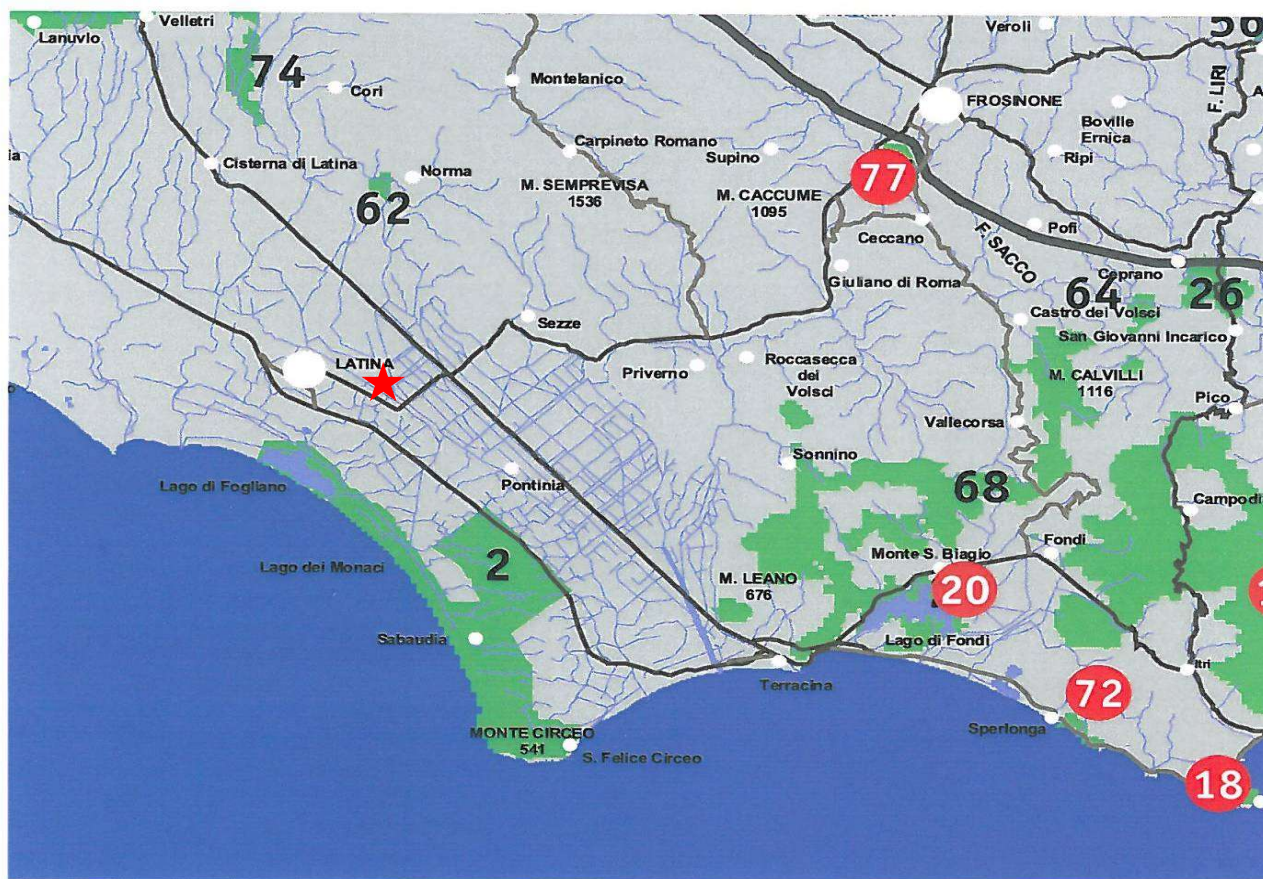 Velletri
Lanuvio
Veroli
56
74
Cori
Montelanico
FROSINONE
F. LIRI
A
Boville
Ernica
ia
Cisterna di Latina
Norma
Carpineto Romano
Supino
Ripi
62
M. SEMPREVISA
1536
M. CACCUME
1095
77
Ceccano
Pofi
F. SACCO
Giuliano di Roma
Ceprano
64
26
Castro dei Volsci
San Giovanni Incarico
Sezze
LATINA
Priverno
Roccasecca
dei
Volsci
M. CALVILLI
1116
Pico
Vallecorsa
Sonnino
Lago di Fogliano
Pontinia
68
Campodi
Lago dei Monaci
2
Monte S. Biagio
Fondi
M. LEANO
676
20
1
Sabaudia
Lago di Fondi
Itri
Terracina
72
Sperlonga
MONTE CIRCEO
541
S. Felice Circeo
18